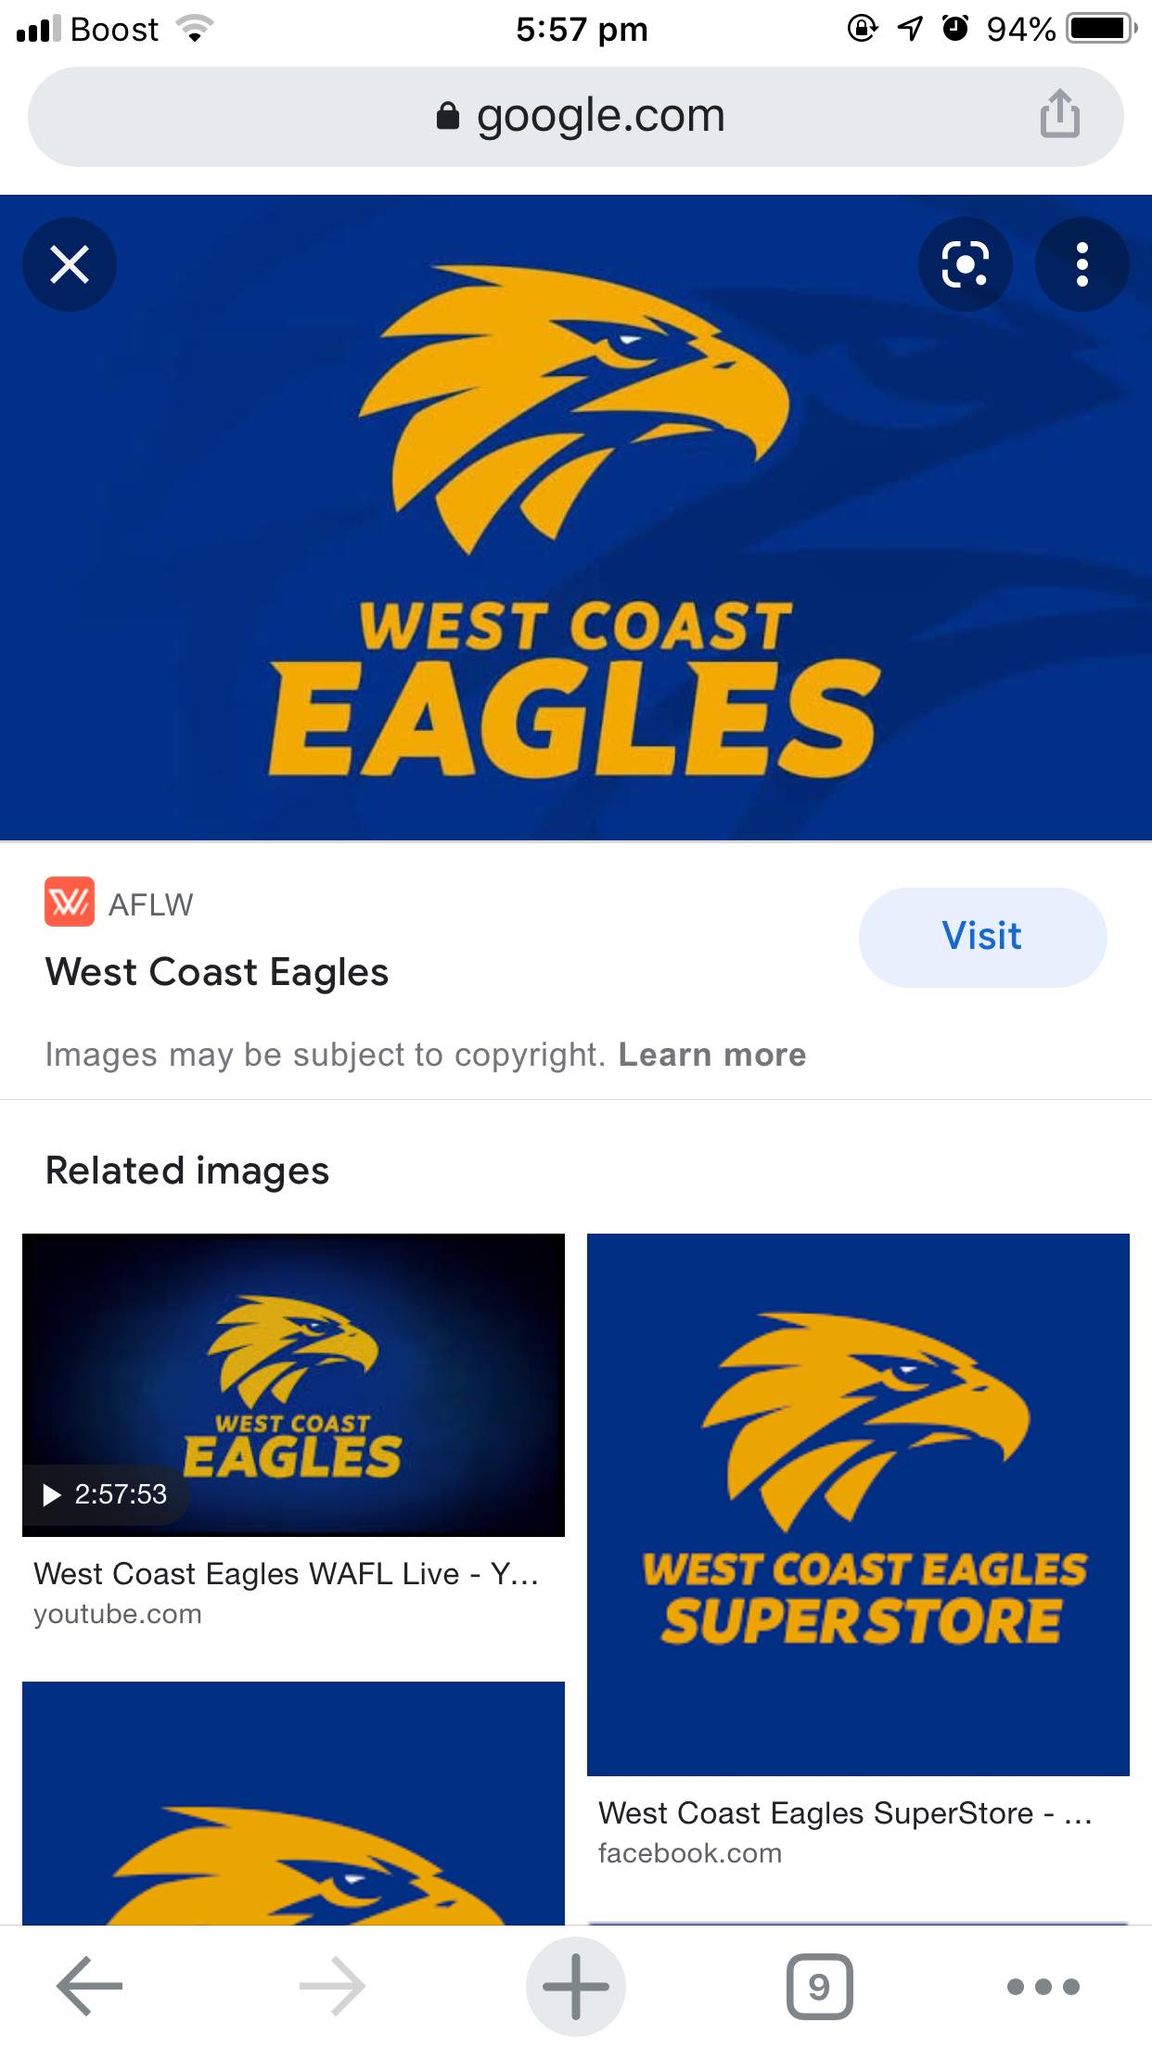 Boost 5:57 pm 94%
google.com
WEST COAST
EAGLES
AFLW
West Coast Eagles
Visit
Images may be subject to copyright. Learn more
Related images
WEST COAST
EAGLES
2:57:53
West Coast Eagles WAFL Live - Y...
youtube.com
WEST COAST EAGLES
SUPERSTORE
West Coast Eagles SuperStore - ...
facebook.com
9